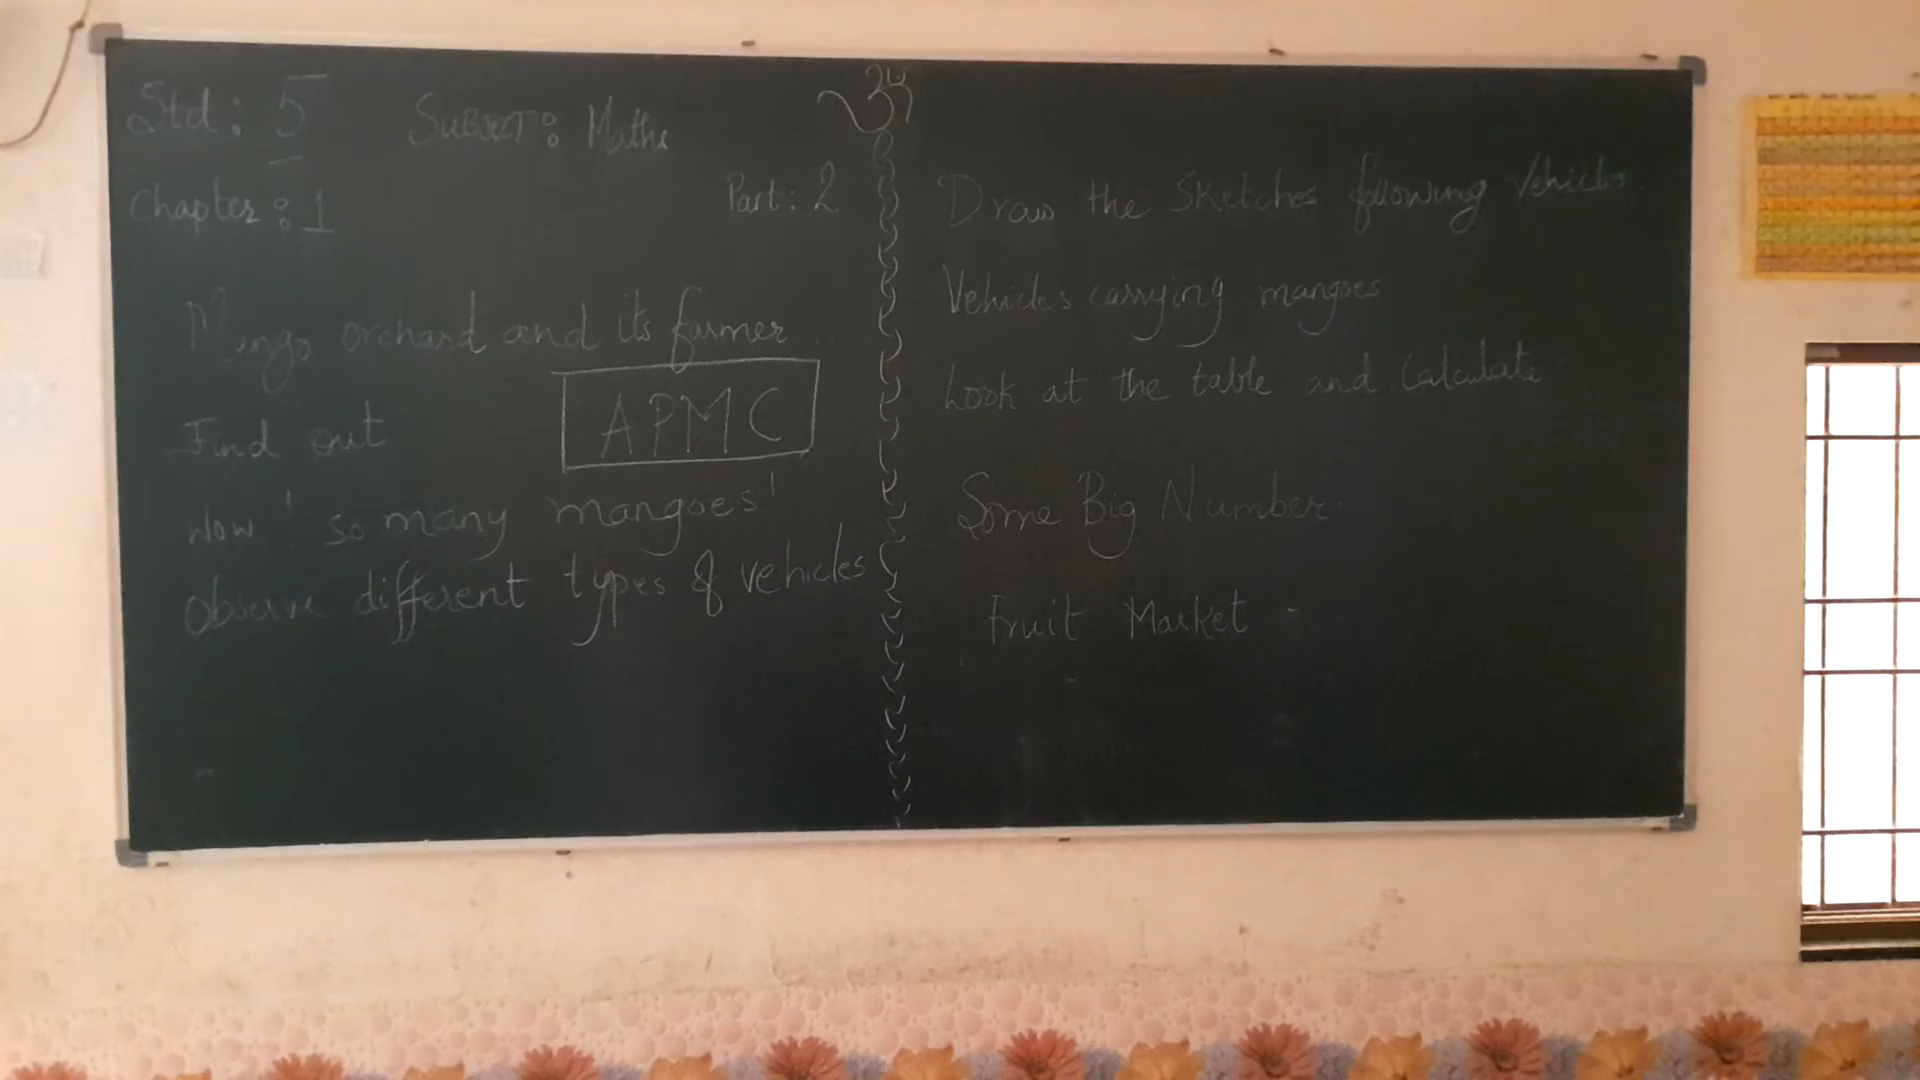 Std: 5 SUBJECT: Maths
Chapter: 1 Part: 2
Mango orchard and its farmer ...
Find out
APMC
Wow! so many mangoes!
Observe different types of vehicles
ॐ
Draw the Sketches following Vehicles.
Vehicles carrying mangoes
Look at the table and Calculate
Some Big Number.
Fruit Market -